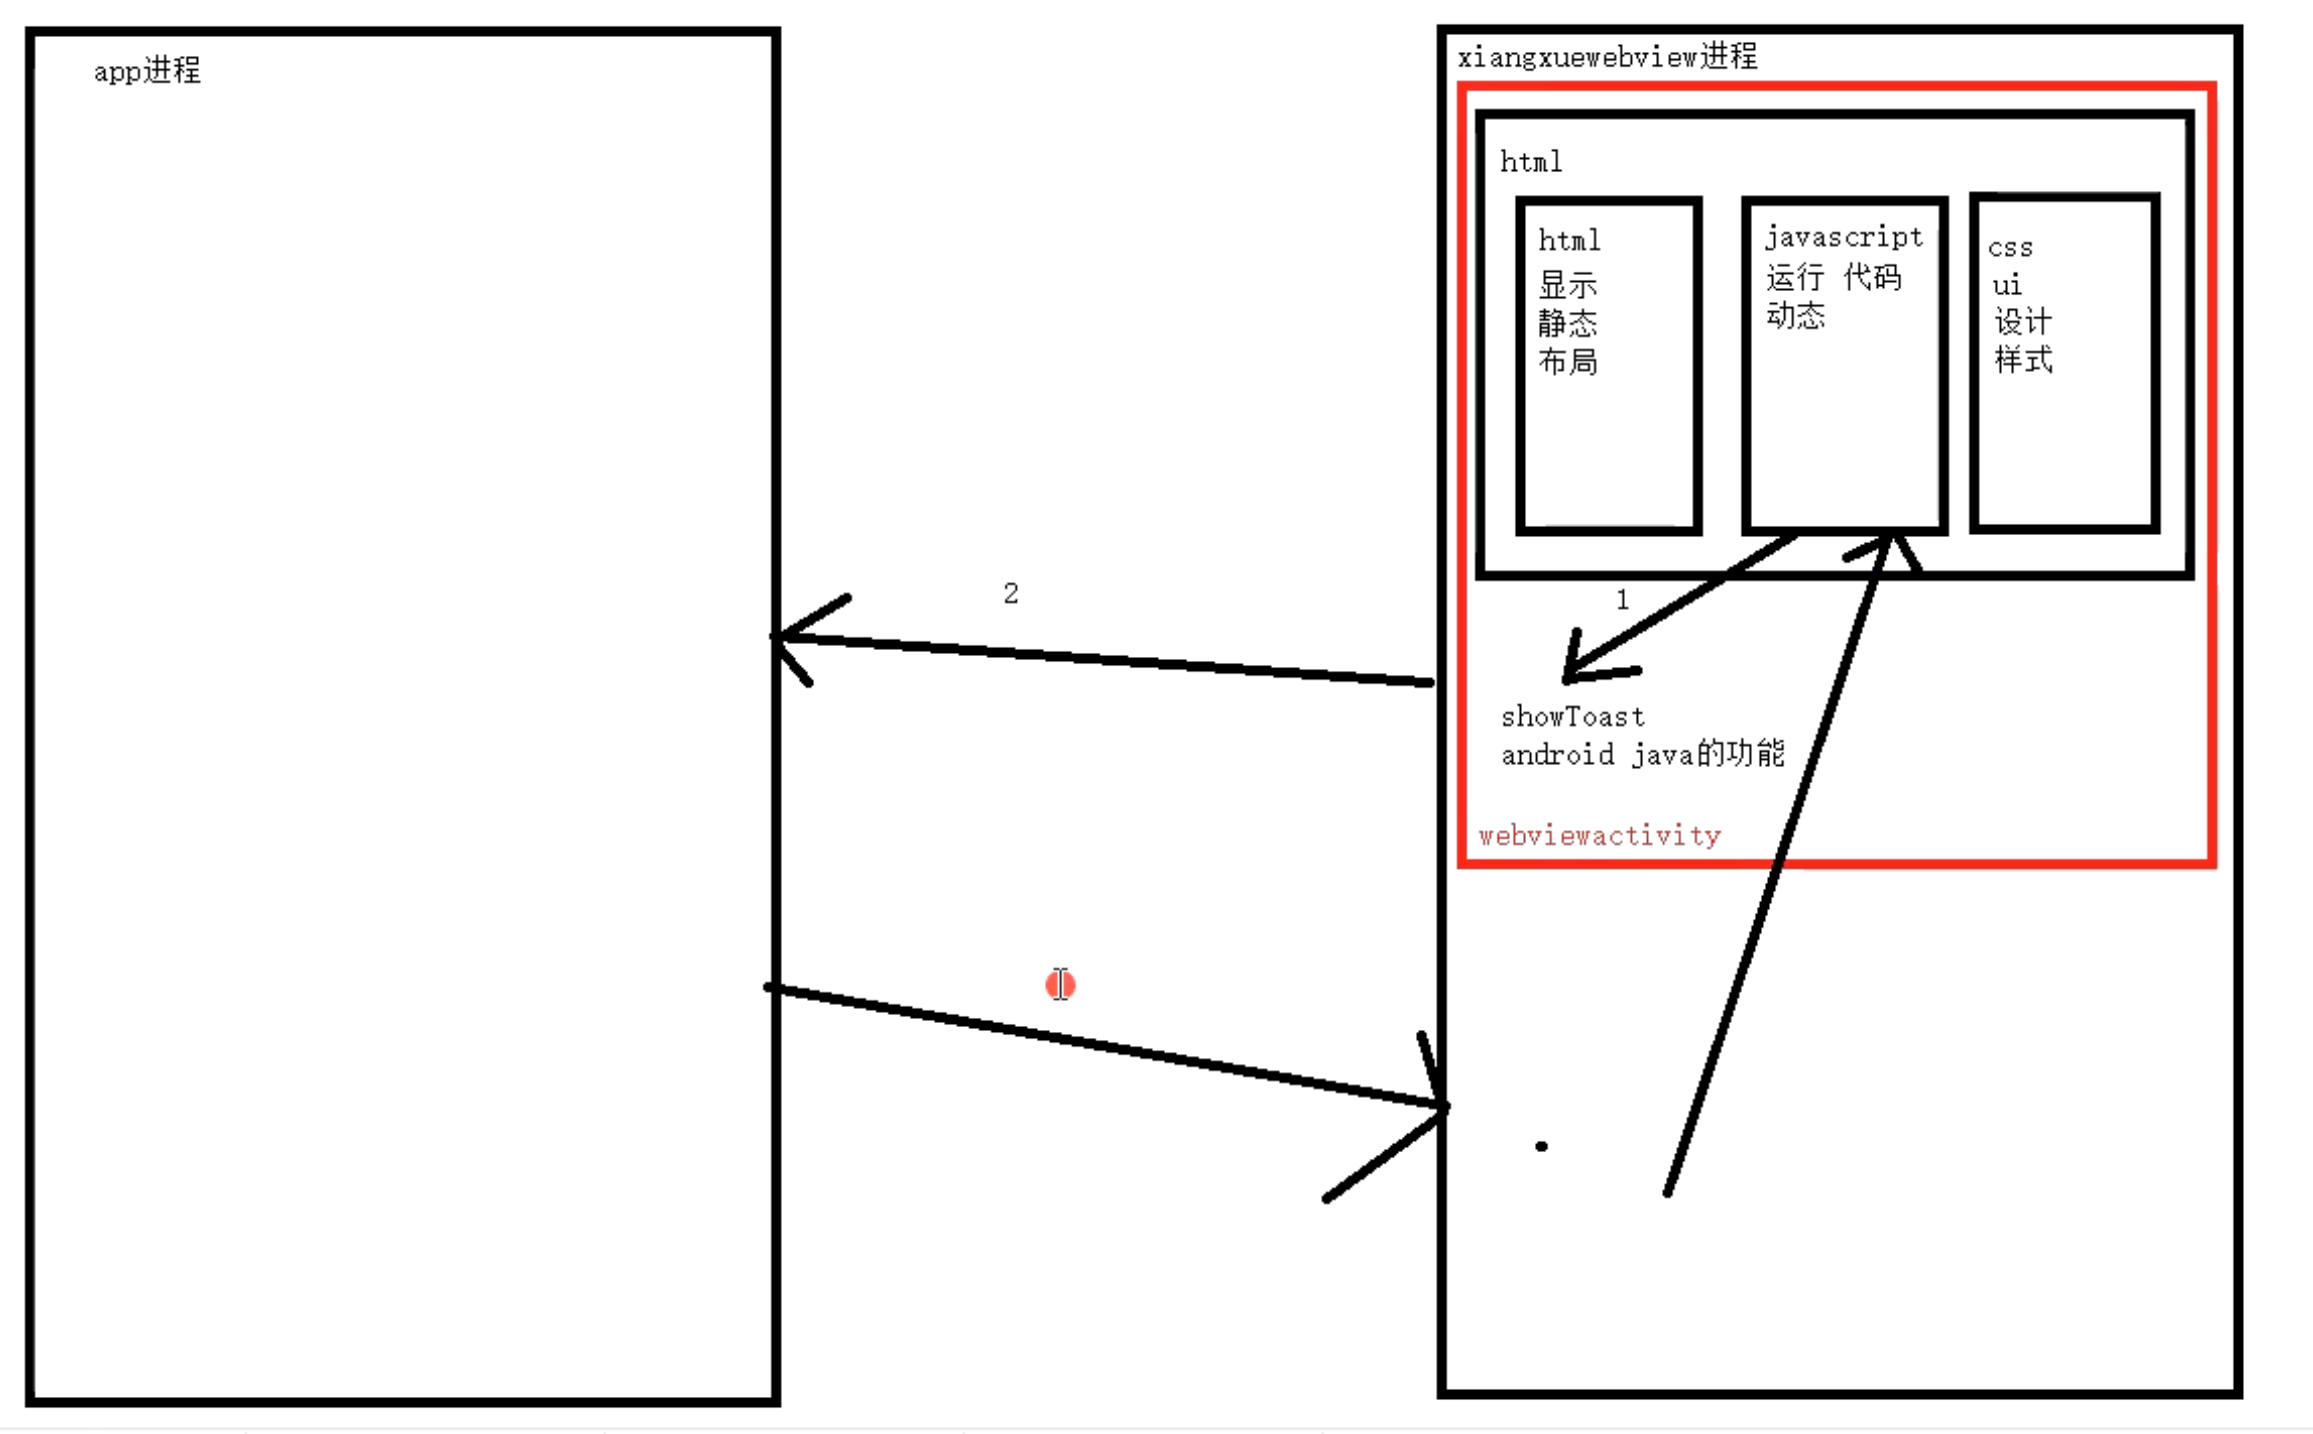 app进程
xiangxuewebview进程
html
html
显示
静态
布局
javascript
运行 代码
动态
css
ui
设计
样式
2
1
showToast
android java的功能
webviewactivity